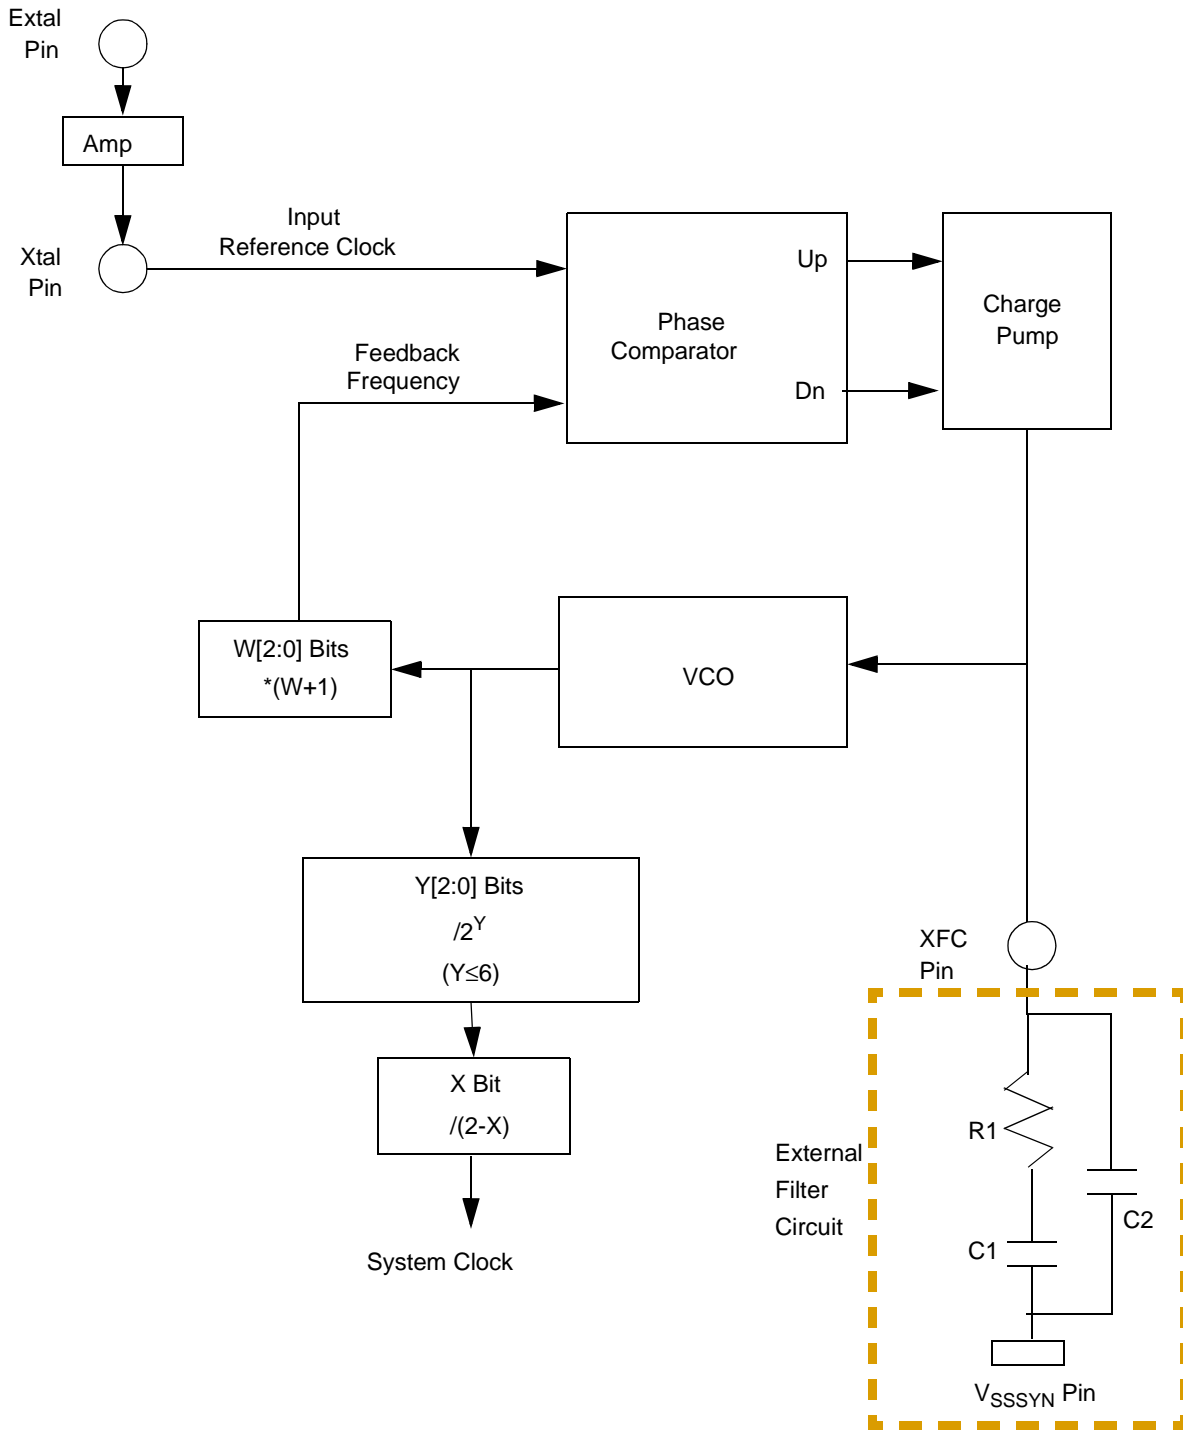 Extal
Pin
Amp
Xtal
Pin
Input
Reference Clock
Feedback
Frequency
Phase
Comparator
Up
Dn
Charge
Pump
W[2:0] Bits
*(W+1)
VCO
Y[2:0] Bits
/2^Y
(Y≤6)
X Bit
/(2-X)
System Clock
XFC
Pin
External
Filter
Circuit
R1
C1
C2
V_SSSYN Pin